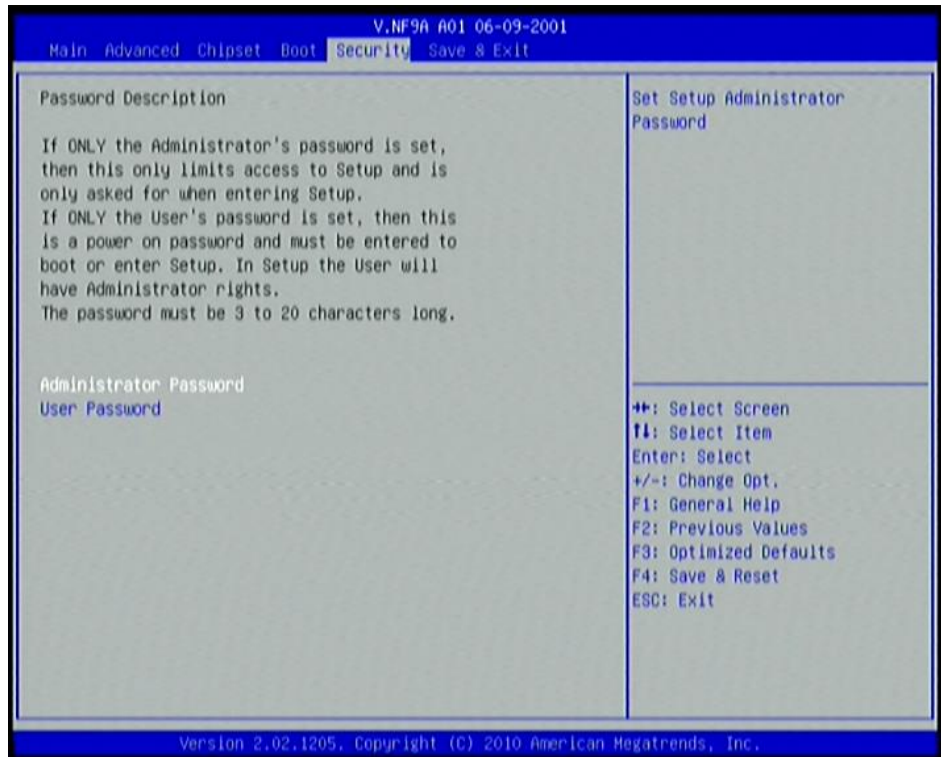 V.NF9A A01 06-09-2001
Main Advanced Chipset Boot Security Save & Exit
Password Description
If ONLY the Administrator's password is set,
then this only limits access to Setup and is
only asked for when entering Setup.
If ONLY the User's password is set, then this
is a power on password and must be entered to
boot or enter Setup. In Setup the User will
have Administrator rights.
The password must be 3 to 20 characters long.
Administrator Password
User Password
Set Setup Administrator
Password
→←: Select Screen
↑↓: Select Item
Enter: Select
+/-: Change Opt.
F1: General Help
F2: Previous Values
F3: Optimized Defaults
F4: Save & Reset
ESC: Exit
Version 2.02.1205. Copyright (C) 2010 American Megatrends, Inc.